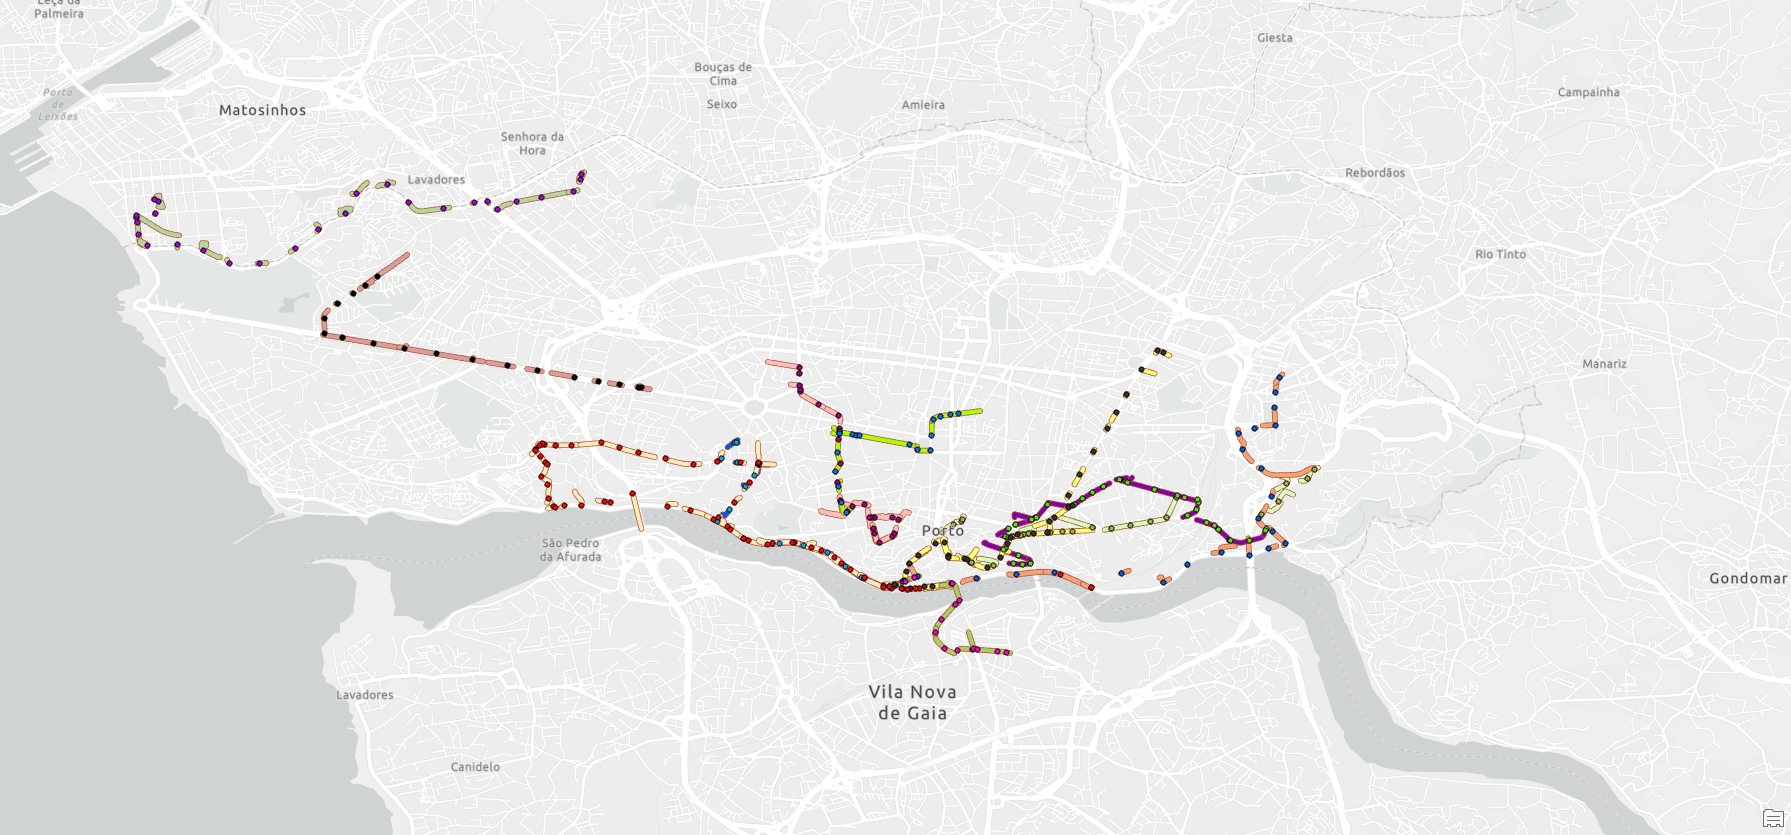 Leça da
Palmeira
Giesta
Bouças de
Cima
Seixo
Amieira
Campainha
Porto
de
Leixões
Matosinhos
Senhora da
Hora
Lavadores
Rebordãos
Rio Tinto
Manariz
Porto
São Pedro
da Afurada
Gondomar
Vila Nova
de Gaia
Lavadores
Canidelo